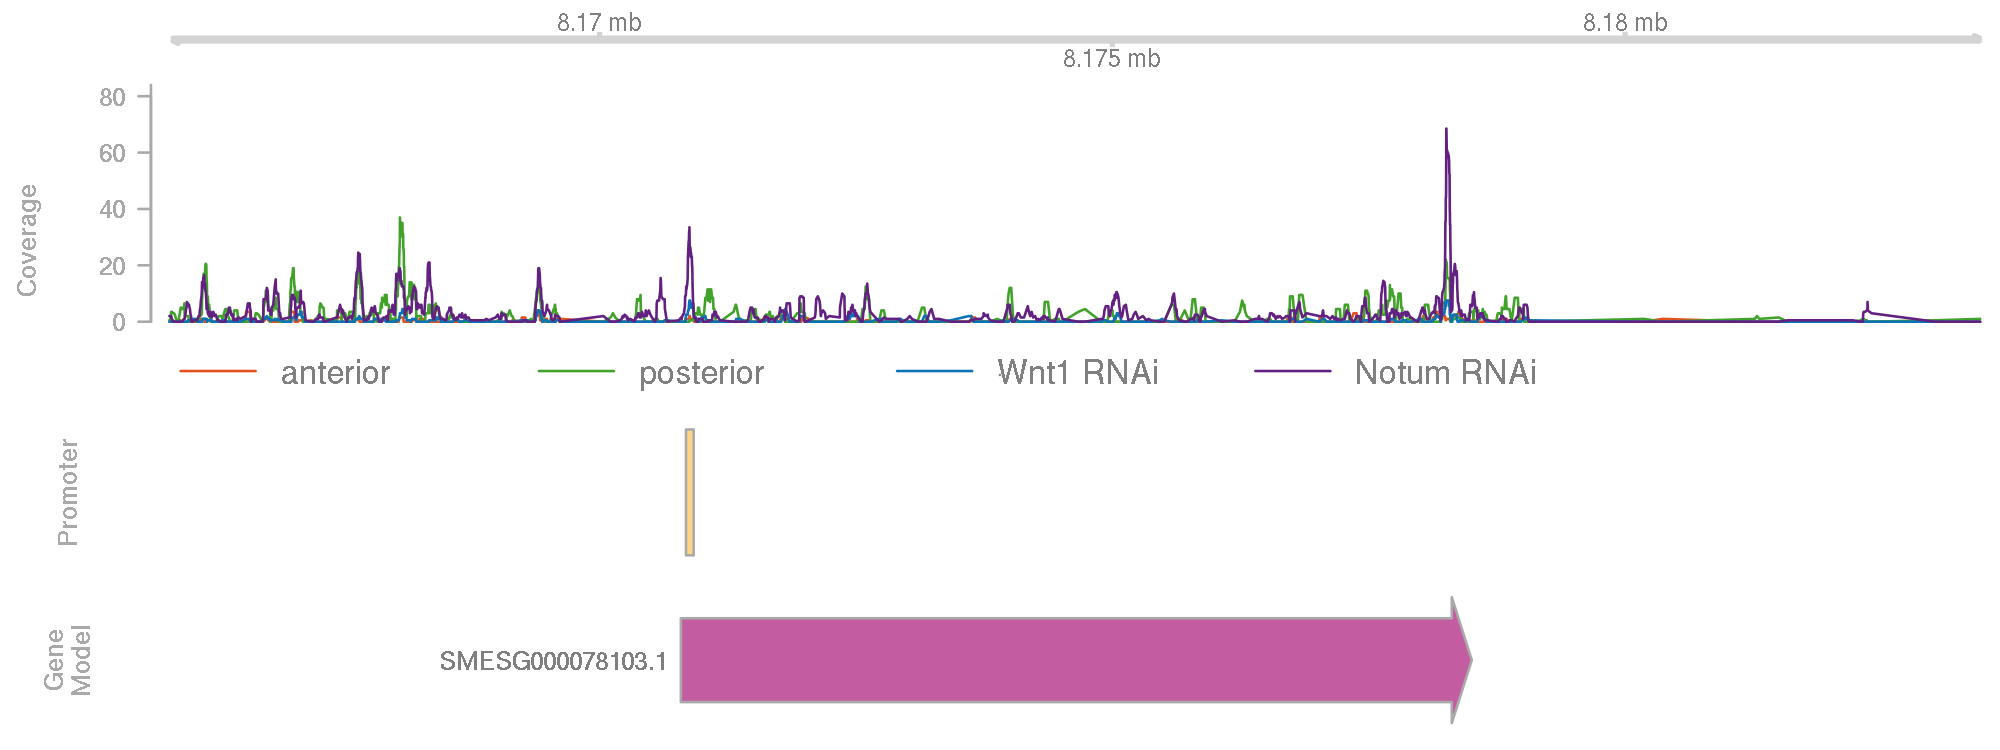 8.17 mb
8.18 mb
8.175 mb
80
60
40
20
0
Coverage
anterior
posterior
Wnt1 RNAi
Notum RNAi
Promoter
Gene
Model
SMESG000078103.1